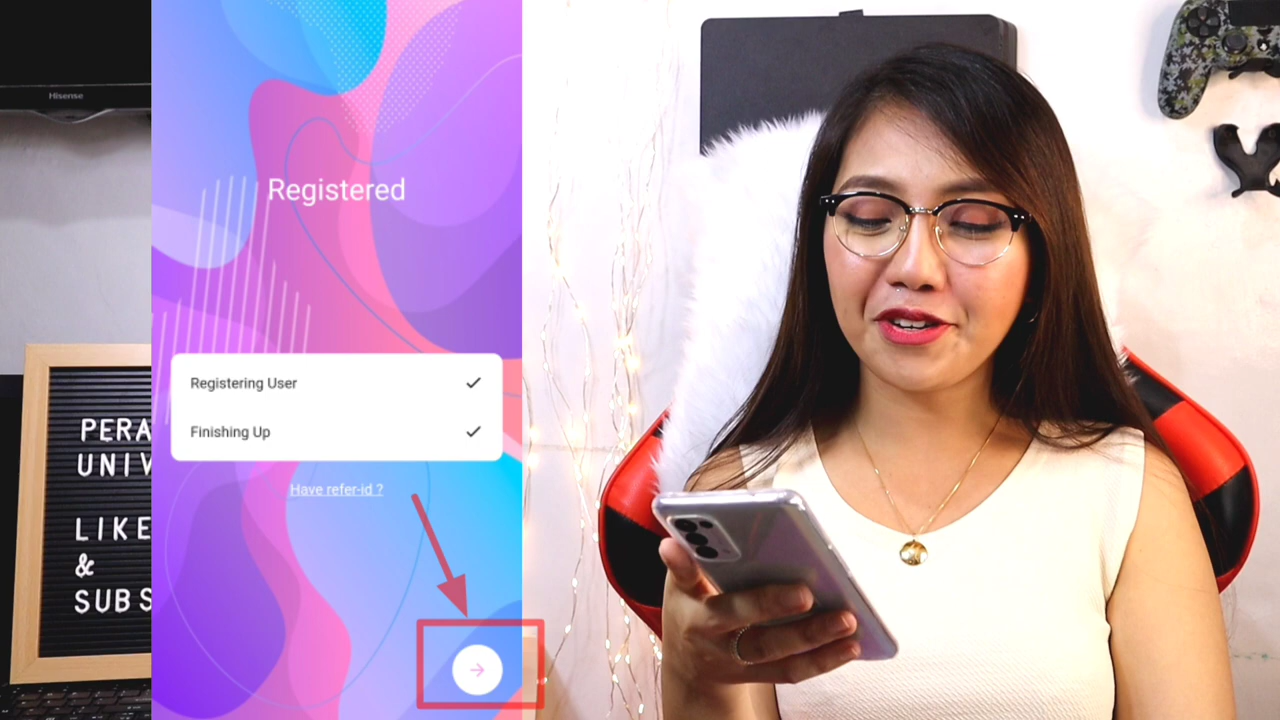 Hisense
PERA
UNIV
LIKE
&
SUBS
Registered
Registering User
Finishing Up
Have refer-id ?